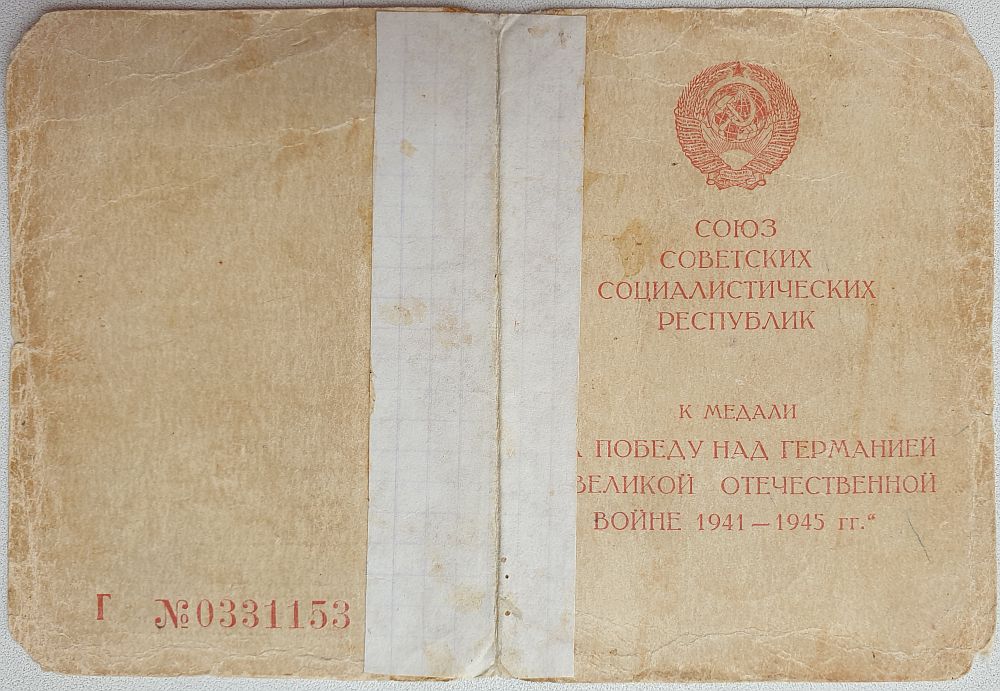 Г №0331153
СОЮЗ
СОВЕТСКИХ
СОЦИАЛИСТИЧЕСКИХ
РЕСПУБЛИК
К МЕДАЛИ
ПОБЕДУ НАД ГЕРМАНИЕЙ
ВЕЛИКОЙ ОТЕЧЕСТВЕННОЙ
ВОЙНЕ 1941 — 1945 гг.“